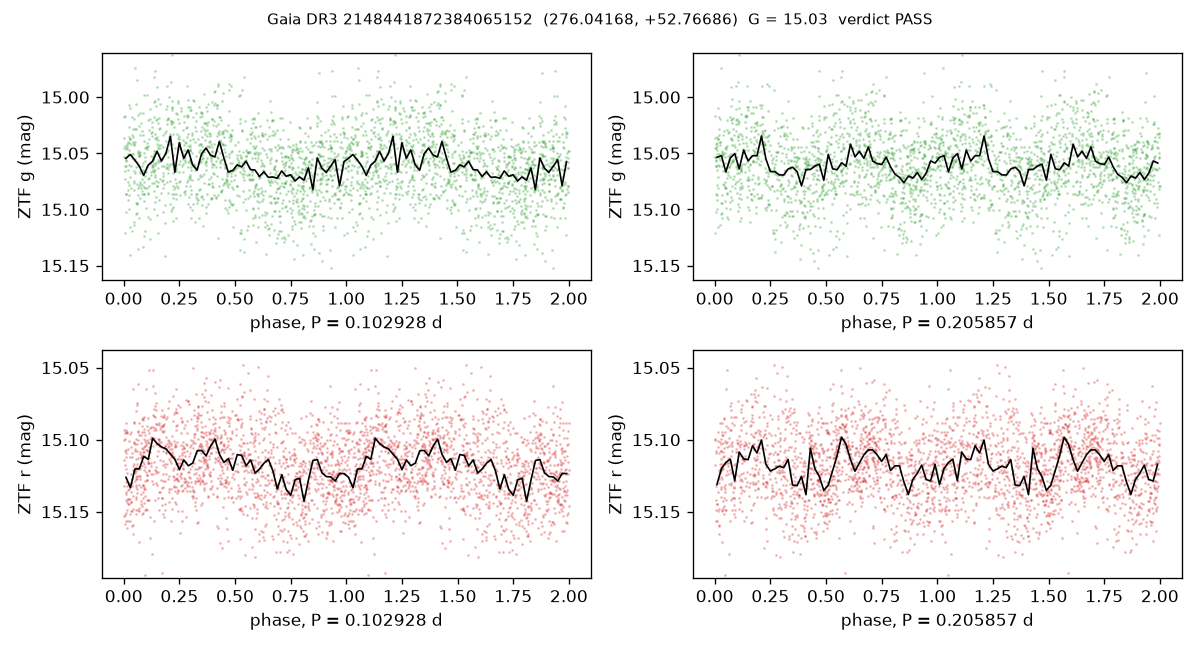 Gaia DR3 2148441872384065152 (276.04168, +52.76686) G = 15.03 verdict PASS
ZTF g (mag)
15.00
15.05
15.10
15.15
0.00 0.25 0.50 0.75 1.00 1.25 1.50 1.75 2.00
phase, P = 0.102928 d
ZTF g (mag)
15.00
15.05
15.10
15.15
0.00 0.25 0.50 0.75 1.00 1.25 1.50 1.75 2.00
phase, P = 0.205857 d
ZTF r (mag)
15.05
15.10
15.15
0.00 0.25 0.50 0.75 1.00 1.25 1.50 1.75 2.00
phase, P = 0.102928 d
ZTF r (mag)
15.05
15.10
15.15
0.00 0.25 0.50 0.75 1.00 1.25 1.50 1.75 2.00
phase, P = 0.205857 d